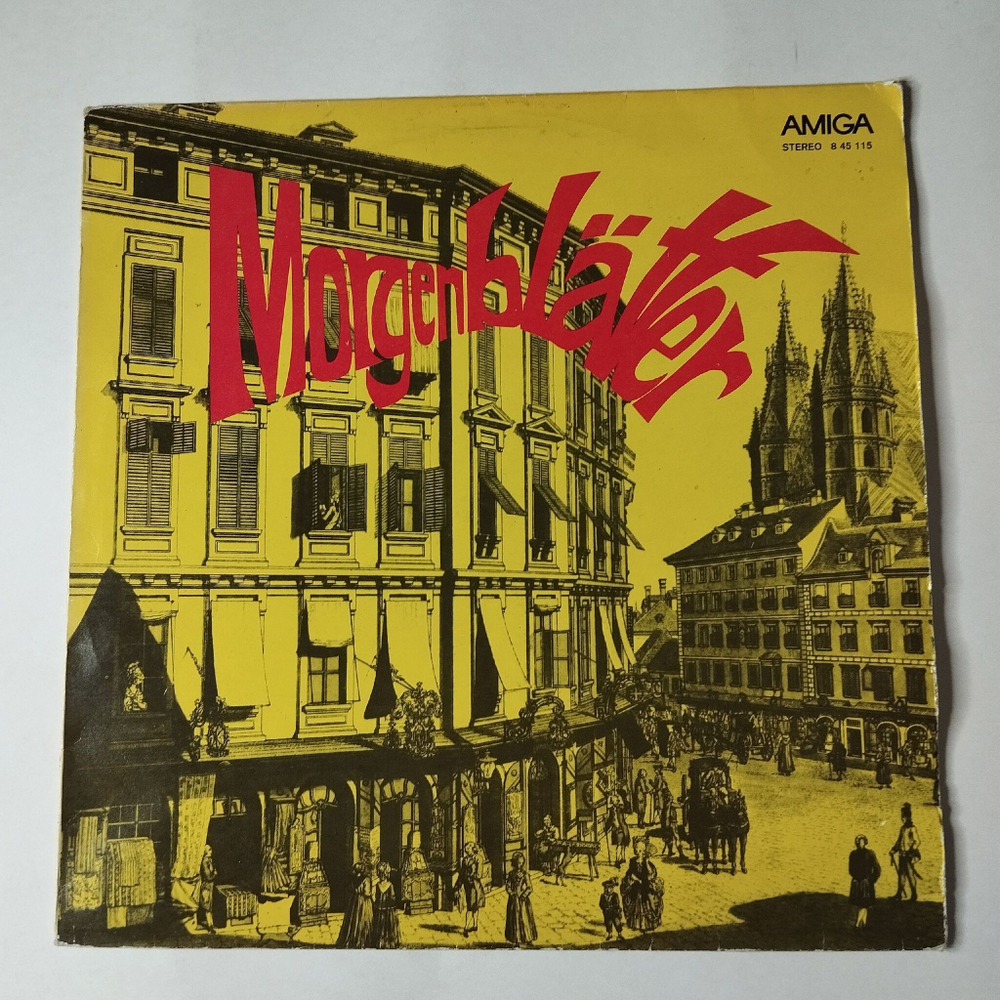 AMIGA
STEREO 8 45 115
Morgenblätter